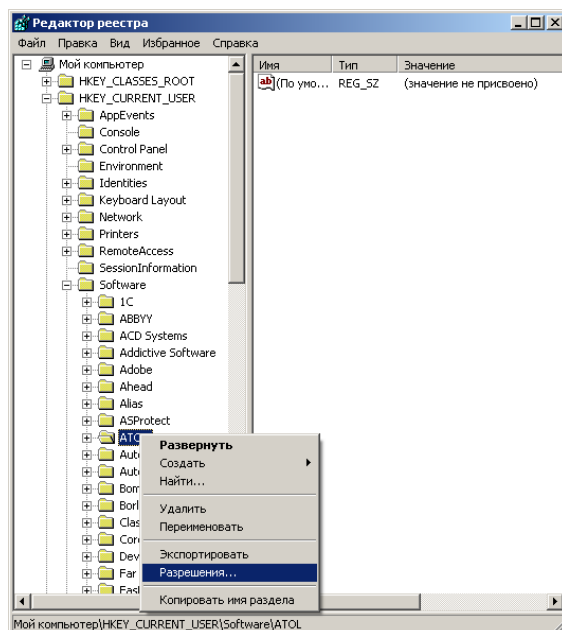 Редактор реестра
Файл Правка Вид Избранное Справка
Мой компьютер
HKEY_CLASSES_ROOT
HKEY_CURRENT_USER
AppEvents
Console
Control Panel
Environment
Identities
Keyboard Layout
Network
Printers
RemoteAccess
SessionInformation
Software
1C
ABBYY
ACD Systems
Addictive Software
Adobe
Ahead
Alias
ASProtect
Far
Имя Тип Значение
ab (По умо... REG_SZ (значение не присвоено)
Развернуть
Создать
Найти...
Удалить
Переименовать
Экспортировать
Разрешения...
Копировать имя раздела
Мой компьютер\HKEY_CURRENT_USER\Software\ATOL